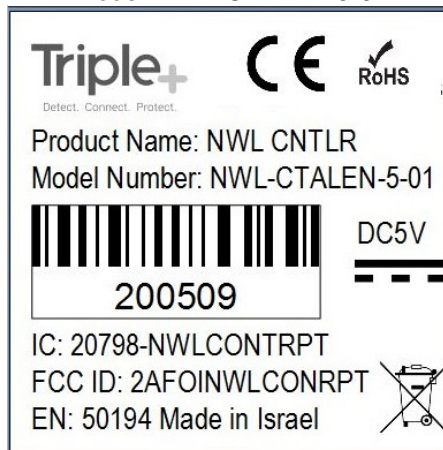 Triple+
Detect. Connect. Protect.
CE
RoHS
Product Name: NWL CNTLR
Model Number: NWL-CTALEN-5-01
DC5V
200509
IC: 20798-NWLCONTRPT
FCC ID: 2AFOINWLCONRPT
EN: 50194 Made in Israel